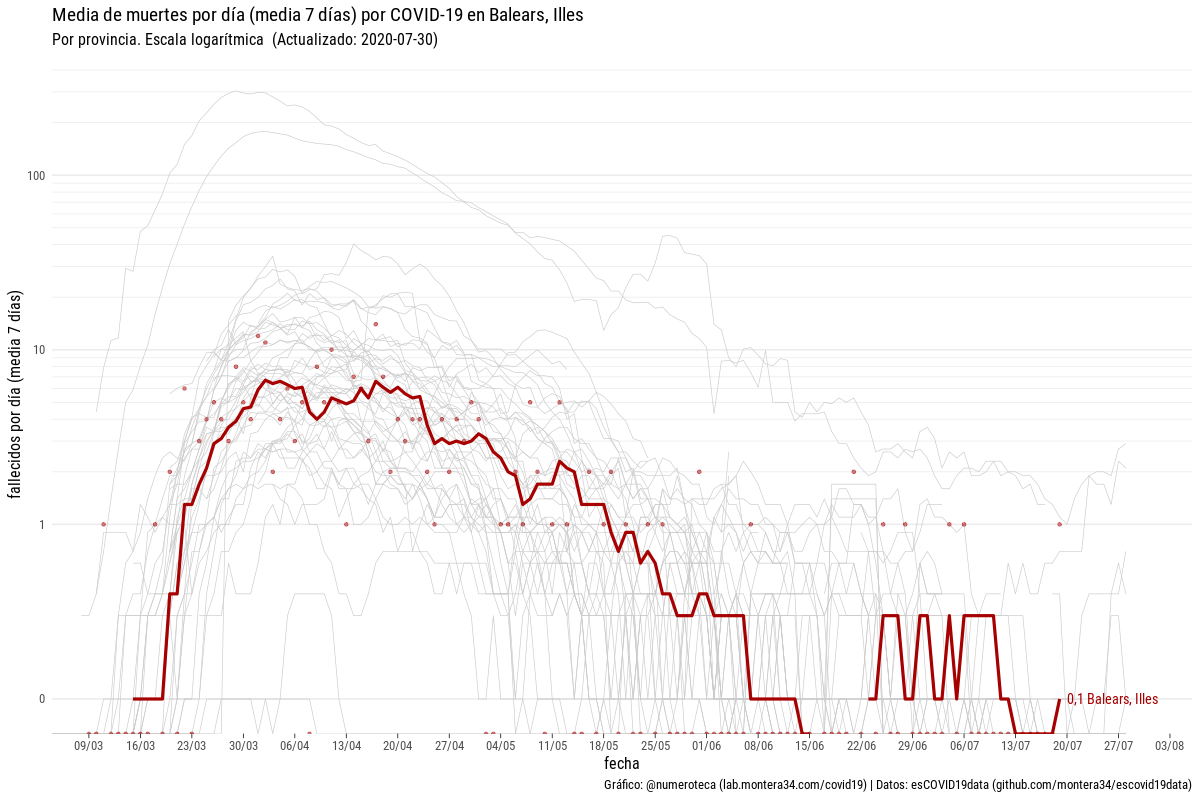 Media de muertes por día (media 7 días) por COVID-19 en Balears, Illes
Por provincia. Escala logarítmica (Actualizado: 2020-07-30)
fallecidos por día (media 7 días)
100
10
1
0
0,1 Balears, Illes
09/03 16/03 23/03 30/03 06/04 13/04 20/04 27/04 04/05 11/05 18/05 25/05 01/06 08/06 15/06 22/06 29/06 06/07 13/07 20/07 27/07 03/08
fecha
Gráfico: @numeroteca (lab.montera34.com/covid19) | Datos: esCOVID19data (github.com/montera34/escovid19data)